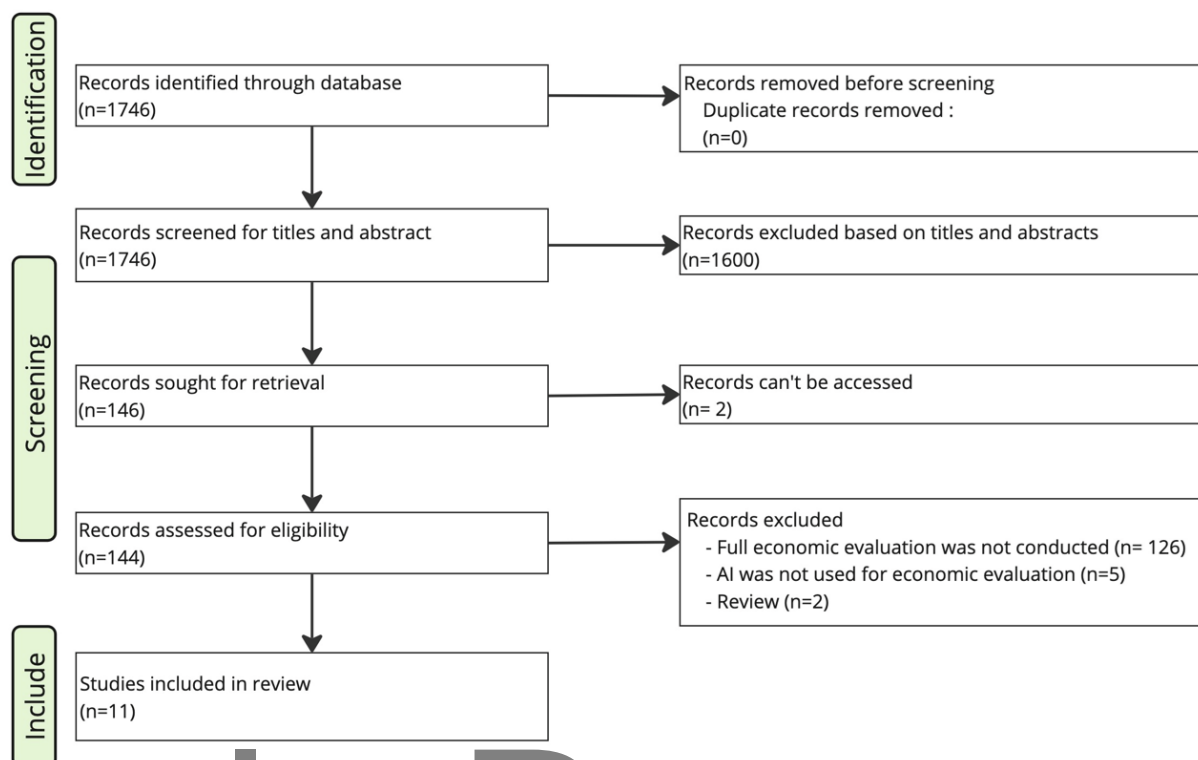 Identification
Records identified through database
(n=1746)
Records removed before screening
Duplicate records removed :
(n=0)
Screening
Records screened for titles and abstract
(n=1746)
Records excluded based on titles and abstracts
(n=1600)
Records sought for retrieval
(n=146)
Records can't be accessed
(n= 2)
Records assessed for eligibility
(n=144)
Records excluded
- Full economic evaluation was not conducted (n= 126)
- AI was not used for economic evaluation (n=5)
- Review (n=2)
Include
Studies included in review
(n=11)